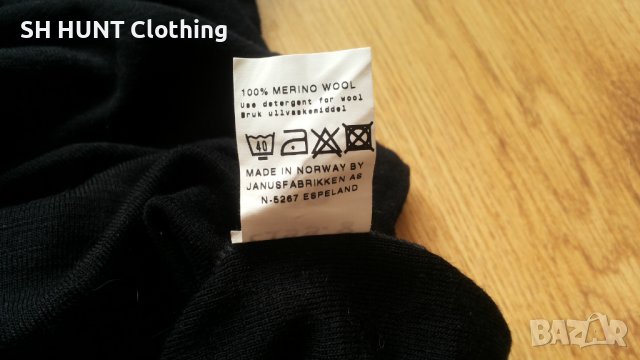 SH HUNT Clothing
100% MERINO WOOL
Use detergent for wool
Bruk ullvaskemiddel
40
MADE IN NORWAY BY
JANUSFABRIKKEN AS
N-5267 ESPELAND
BAZAR